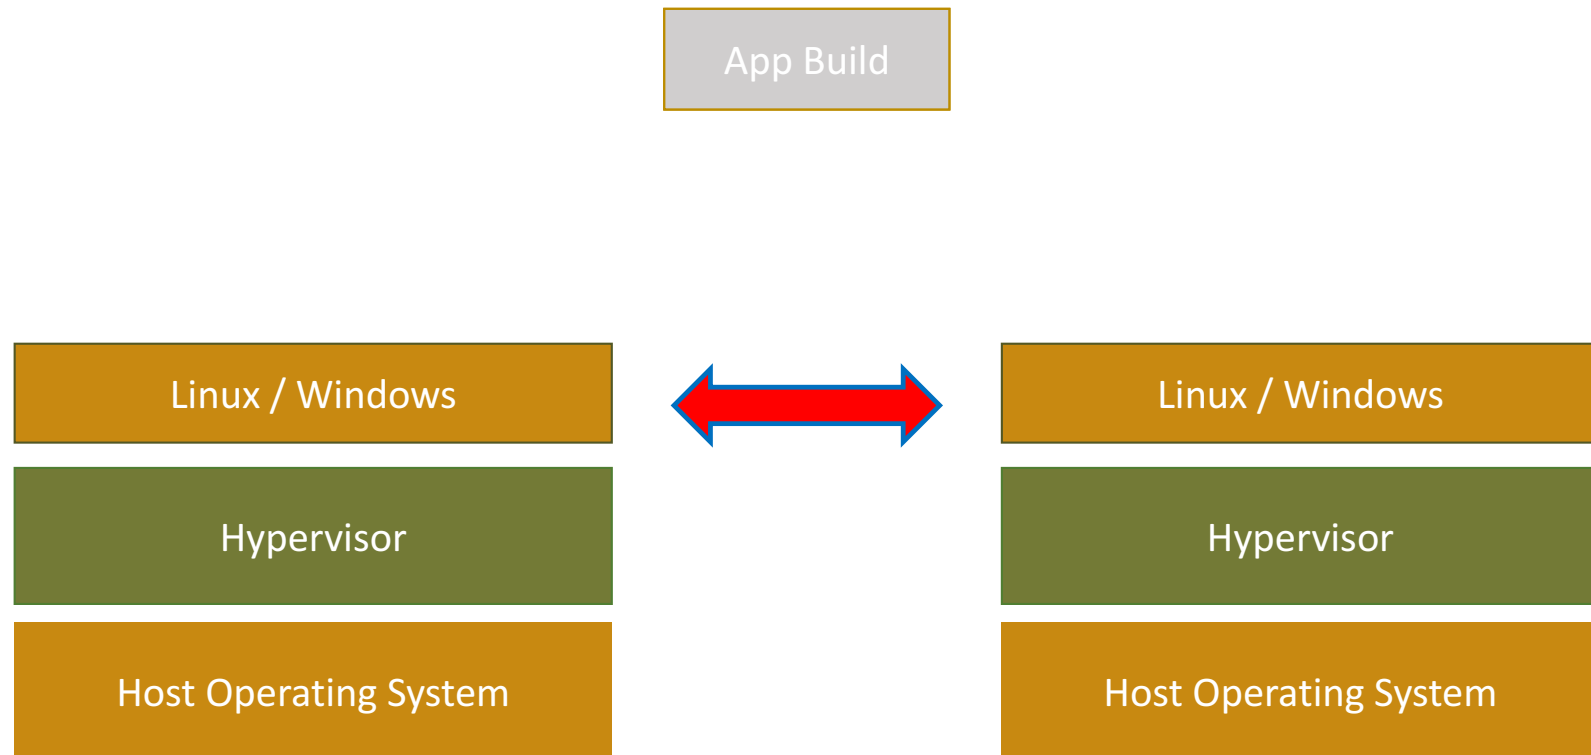 App Build
Linux / Windows
Linux / Windows
Hypervisor
Hypervisor
Host Operating System
Host Operating System